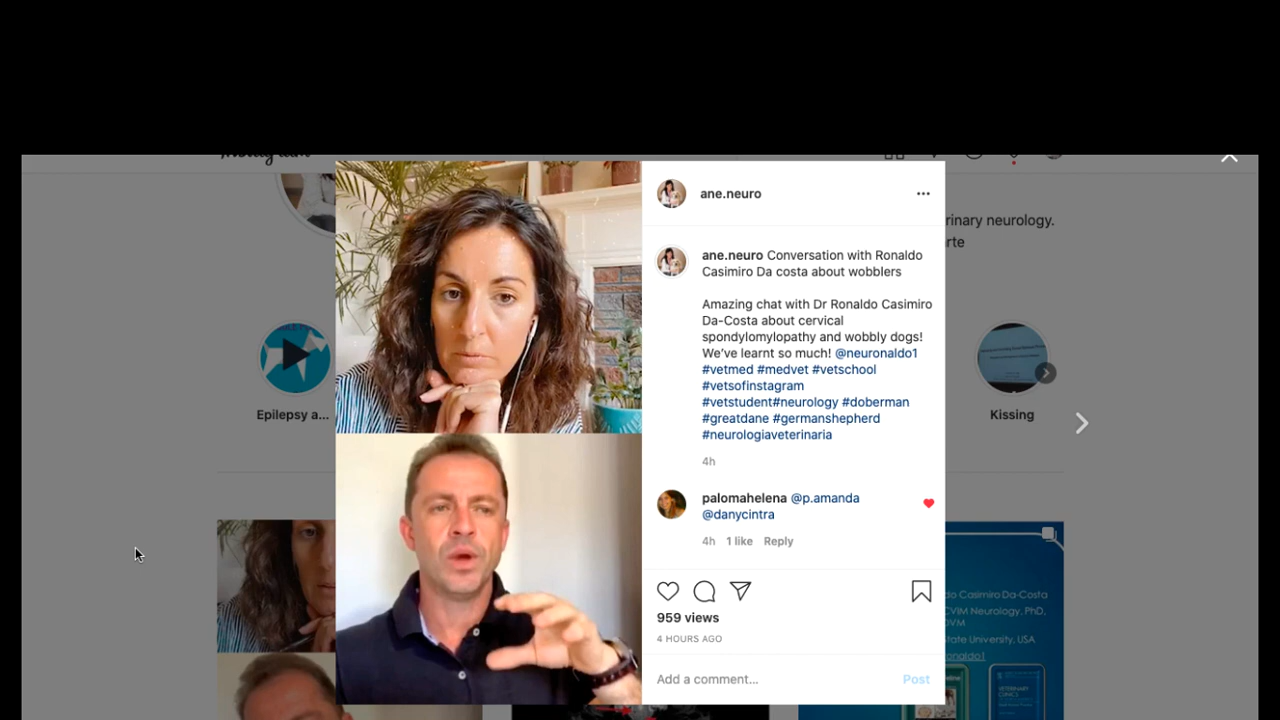 Instagram
rinary neurology.
rte
ane.neuro
ane.neuro Conversation with Ronaldo
Casimiro Da costa about wobblers
Amazing chat with Dr Ronaldo Casimiro
Da-Costa about cervical
spondylomylopathy and wobbly dogs!
We've learnt so much! @neuronaldo1
#vetmed #medvet #vetschool
#vetsofinstagram
#vetstudent#neurology #doberman
#greatdane #germanshepherd
#neurologiaveterinaria
4h
palomahelena @p.amanda
@danycintra
4h 1 like Reply
959 views
4 HOURS AGO
Add a comment... Post
Epilepsy a...
Kissing
do Casimiro Da-Costa
CVIM Neurology, PhD,
DVM
State University, USA
onaldo1
VETERINARY
CLINICS